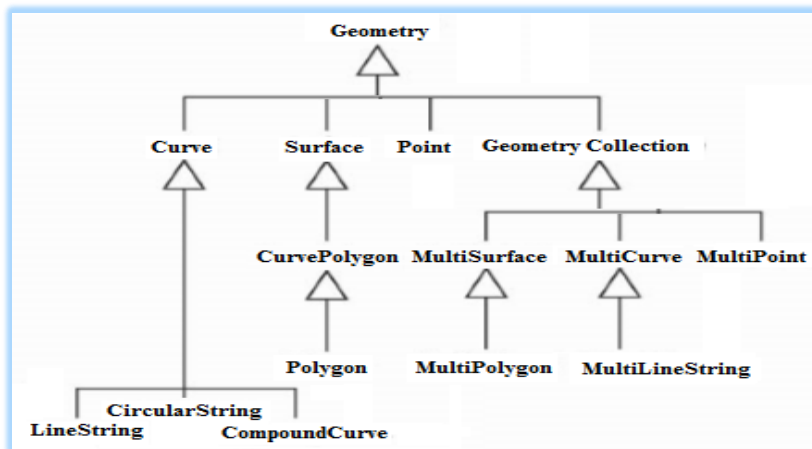 Geometry
Curve Surface Point Geometry Collection
CurvePolygon MultiSurface MultiCurve MultiPoint
Polygon MultiPolygon MultiLineString
CircularString
LineString CompoundCurve